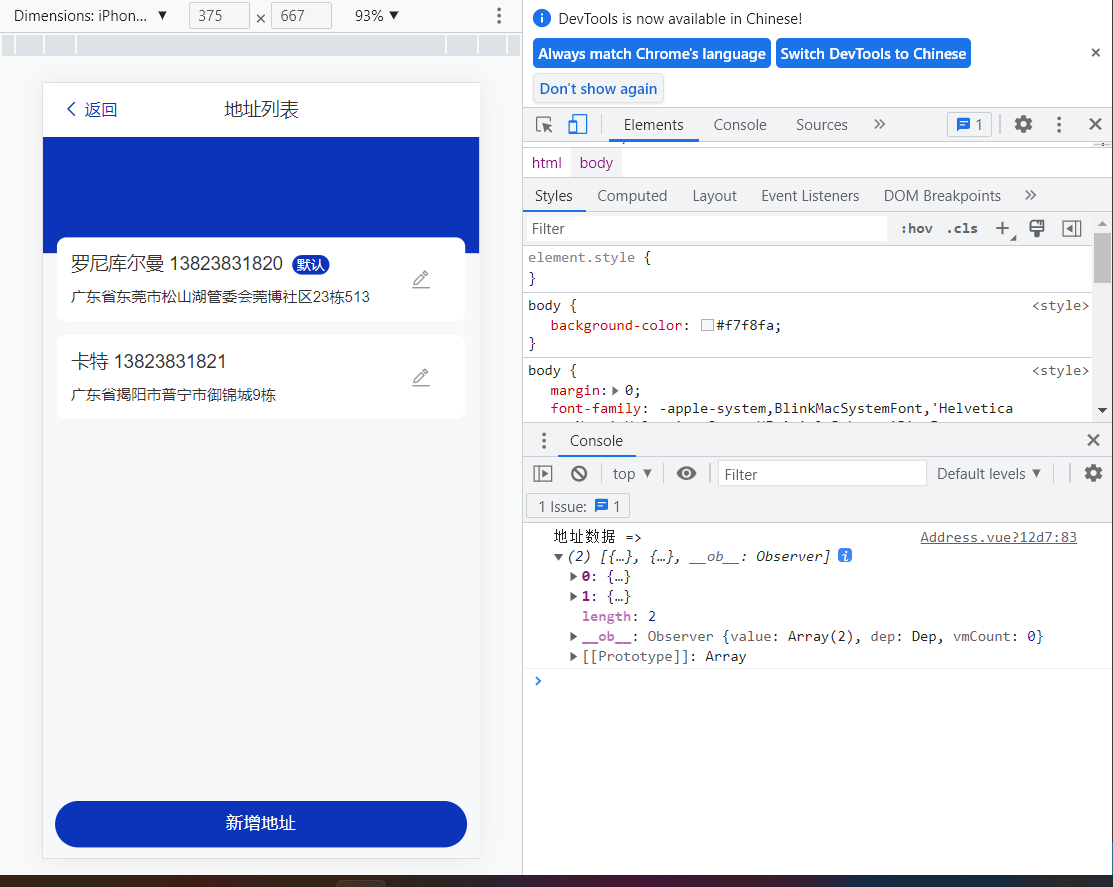 Dimensions: iPhon... ▼ 375 × 667 93% ▼
返回 地址列表
罗尼库尔曼 13823831820 默认
广东省东莞市松山湖管委会莞博社区23栋513
卡特 13823831821
广东省揭阳市普宁市御锦城9栋
新增地址
DevTools is now available in Chinese!
Always match Chrome's language Switch DevTools to Chinese
Don't show again
Elements Console Sources » 1
html body
Styles Computed Layout Event Listeners DOM Breakpoints »
Filter :hov .cls
element.style {
}
body { <style>
background-color: #f7f8fa;
}
body { <style>
margin: 0;
font-family: -apple-system,BlinkMacSystemFont,'Helvetica
Console
top ▼ Filter Default levels ▼
1 Issue: 1
地址数据 => Address.vue?12d7:83
(2) [{…}, {…}, __ob__: Observer]
0: {…}
1: {…}
length: 2
__ob__: Observer {value: Array(2), dep: Dep, vmCount: 0}
[[Prototype]]: Array